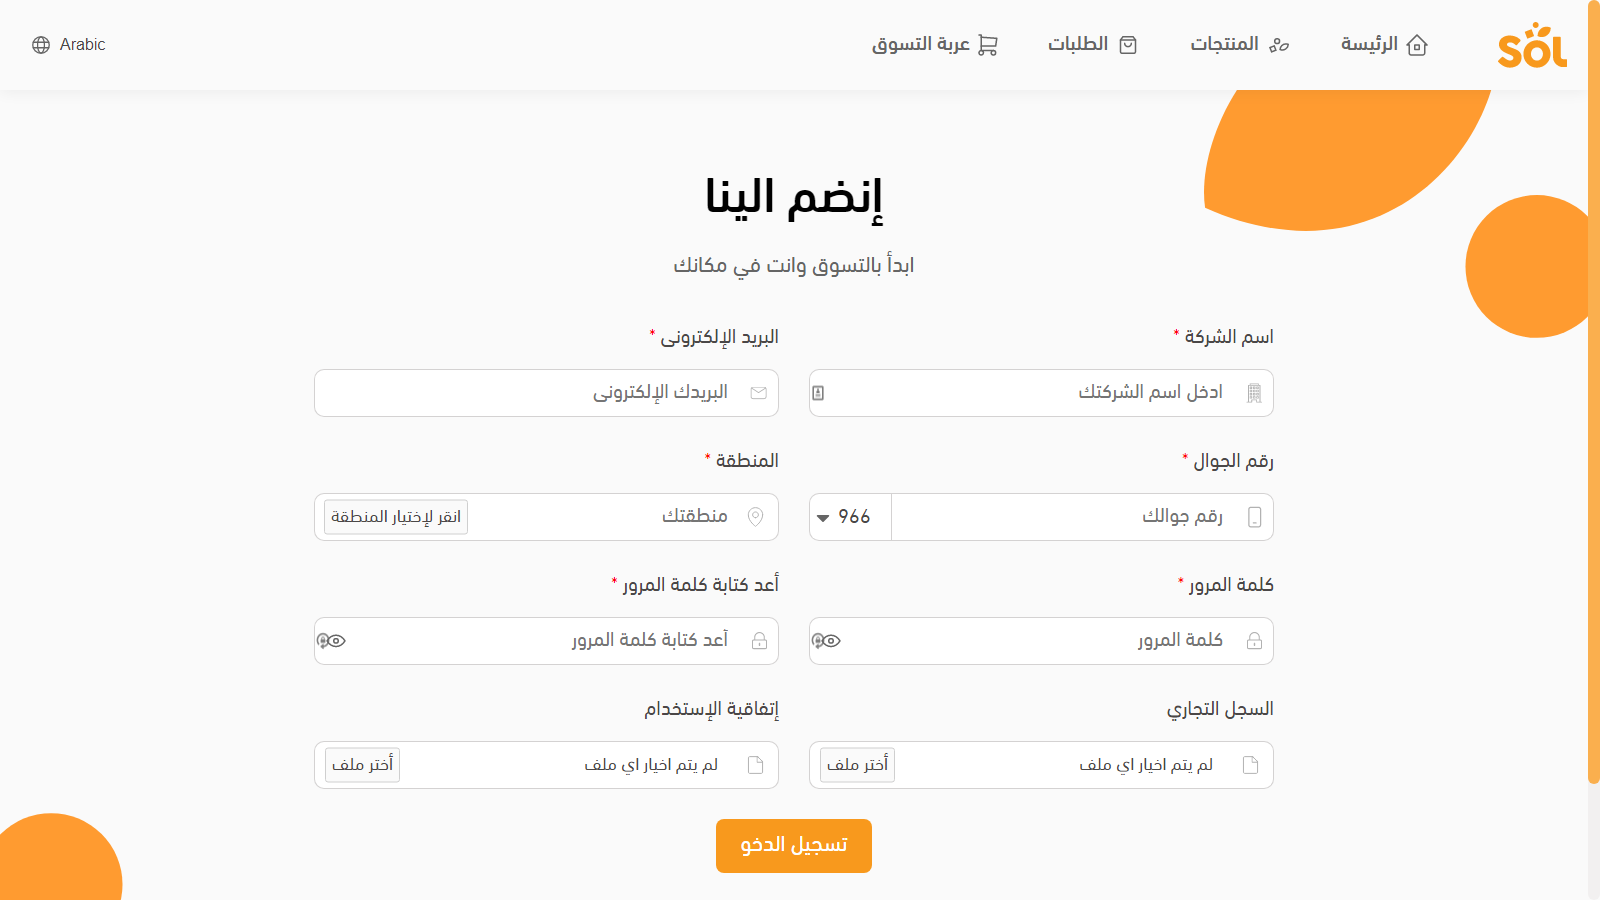 SOL
الرئيسة
المنتجات
الطلبات
عربة التسوق
Arabic
إنضم الينا
ابدأ بالتسوق وانت في مكانك
اسم الشركة *
البريد الإلكترونى *
ادخل اسم الشركتك
البريدك الإلكترونى
رقم الجوال *
المنطقة *
رقم جوالك
966
منطقتك
انقر لإختيار المنطقة
كلمة المرور *
أعد كتابة كلمة المرور *
كلمة المرور
أعد كتابة كلمة المرور
السجل التجاري
إتفاقية الإستخدام
لم يتم اخيار اي ملف
أختر ملف
لم يتم اخيار اي ملف
أختر ملف
تسجيل الدخو